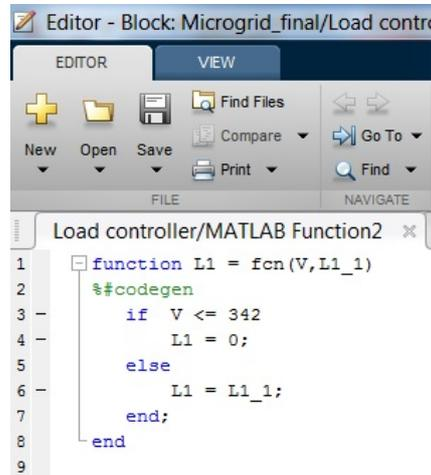 Editor - Block: Microgrid_final/Load contr
EDITOR VIEW
New Open Save
Find Files
Compare
Print
Go To
Find
FILE NAVIGATE
Load controller/MATLAB Function2
1 function L1 = fcn(V,L1_1)
2 %#codegen
3 - if V <= 342
4 - L1 = 0;
5 else
6 - L1 = L1_1;
7 end;
8 end
9